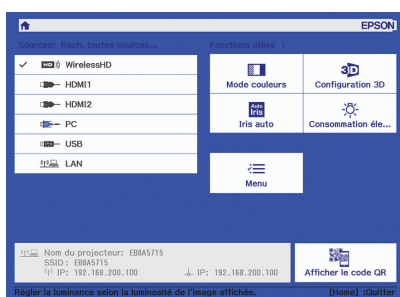 EPSON
Sources: Rech. toutes sources...
Fonctions utiles :
WirelessHD
HDMI1
HDMI2
PC
USB
LAN
Mode couleurs
3D
Configuration 3D
Auto
Iris
Iris auto
Consommation éle...
Menu
Nom du projecteur: EB8A5715
SSID : EB8A5715
IP: 192.168.200.100
IP: 192.168.200.100
Afficher le code QR
Régler la luminance selon la luminosité de l'image affichée.
[Home] :Quitter